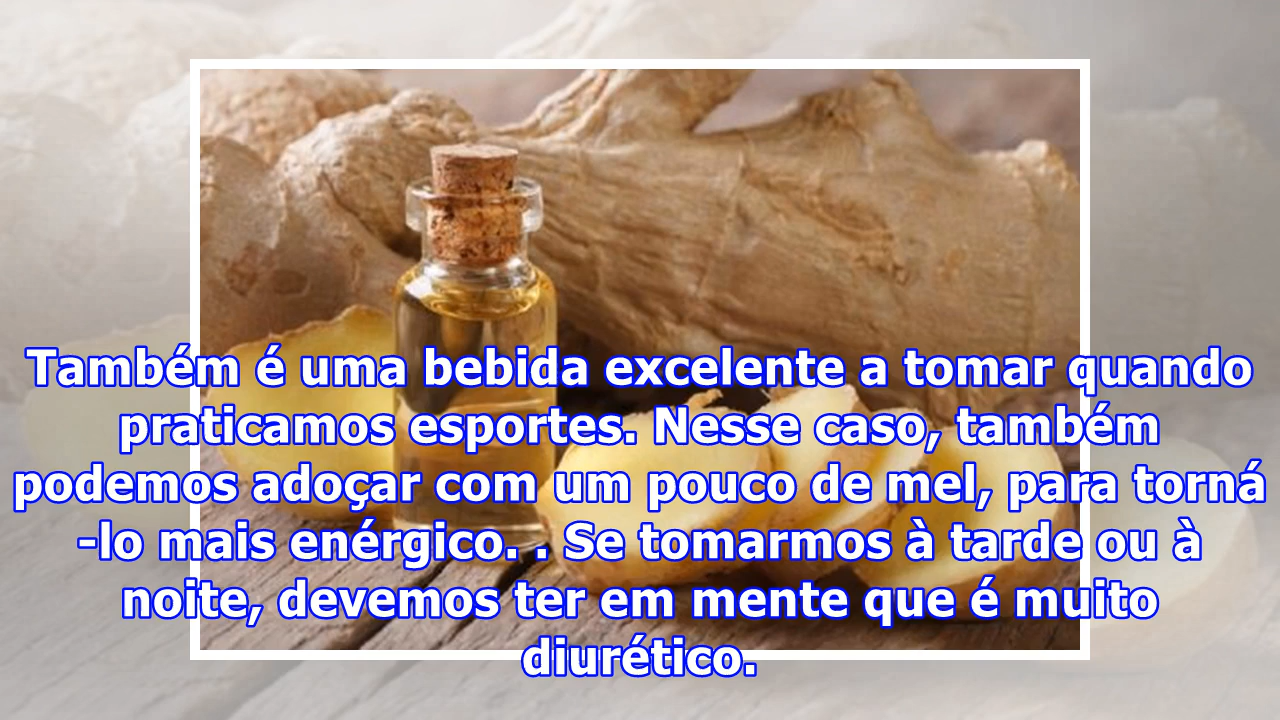 Também é uma bebida excelente a tomar quando
praticamos esportes. Nesse caso, também
podemos adoçar com um pouco de mel, para torná
-lo mais enérgico. . Se tomarmos à tarde ou à
noite, devemos ter em mente que é muito
diurético.